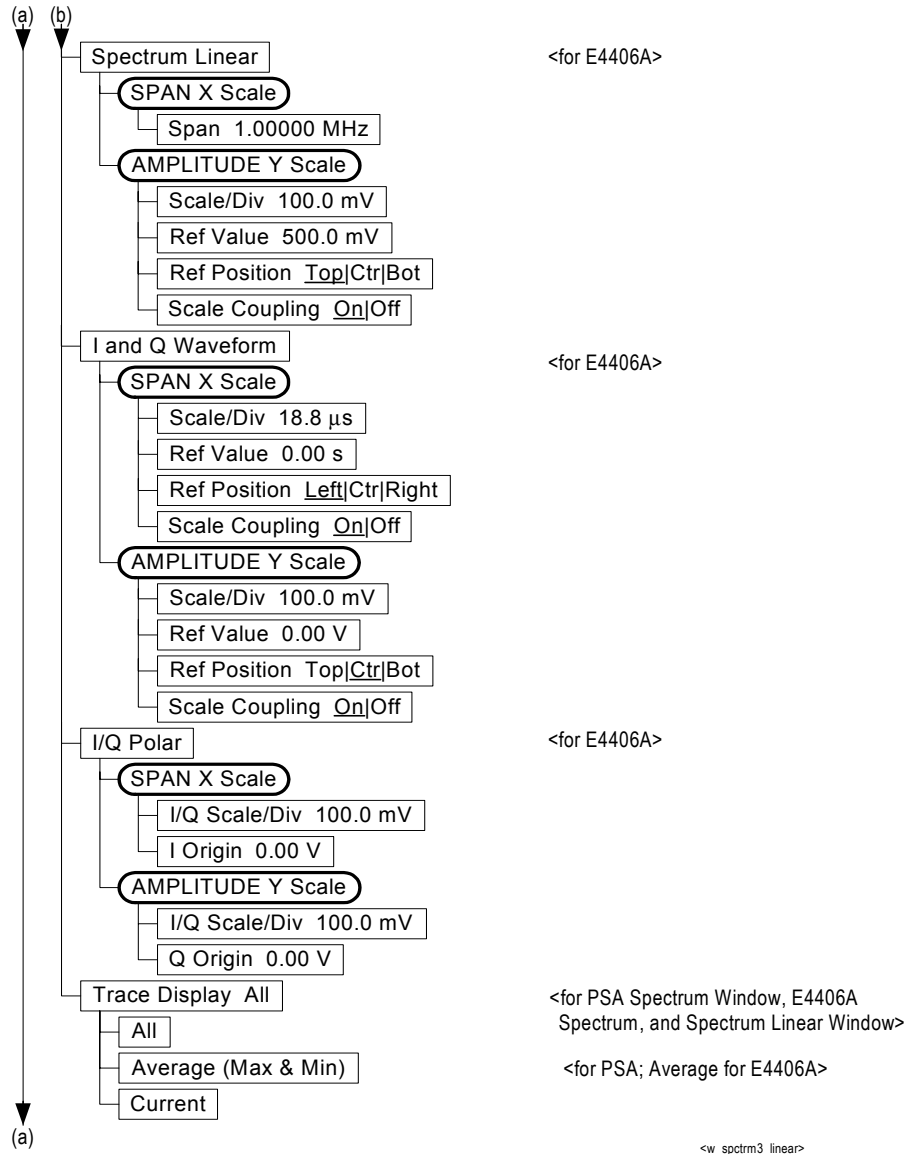 (a) (b)
Spectrum Linear <for E4406A>
SPAN X Scale
Span 1.00000 MHz
AMPLITUDE Y Scale
Scale/Div 100.0 mV
Ref Value 500.0 mV
Ref Position Top|Ctr|Bot
Scale Coupling On|Off
I and Q Waveform <for E4406A>
SPAN X Scale
Scale/Div 18.8 μs
Ref Value 0.00 s
Ref Position Left|Ctr|Right
Scale Coupling On|Off
AMPLITUDE Y Scale
Scale/Div 100.0 mV
Ref Value 0.00 V
Ref Position Top|Ctr|Bot
Scale Coupling On|Off
I/Q Polar <for E4406A>
SPAN X Scale
I/Q Scale/Div 100.0 mV
I Origin 0.00 V
AMPLITUDE Y Scale
I/Q Scale/Div 100.0 mV
Q Origin 0.00 V
Trace Display All <for PSA Spectrum Window, E4406A
Spectrum, and Spectrum Linear Window>
All
Average (Max & Min) <for PSA; Average for E4406A>
Current
(a)
<w_spctrm3_linear>